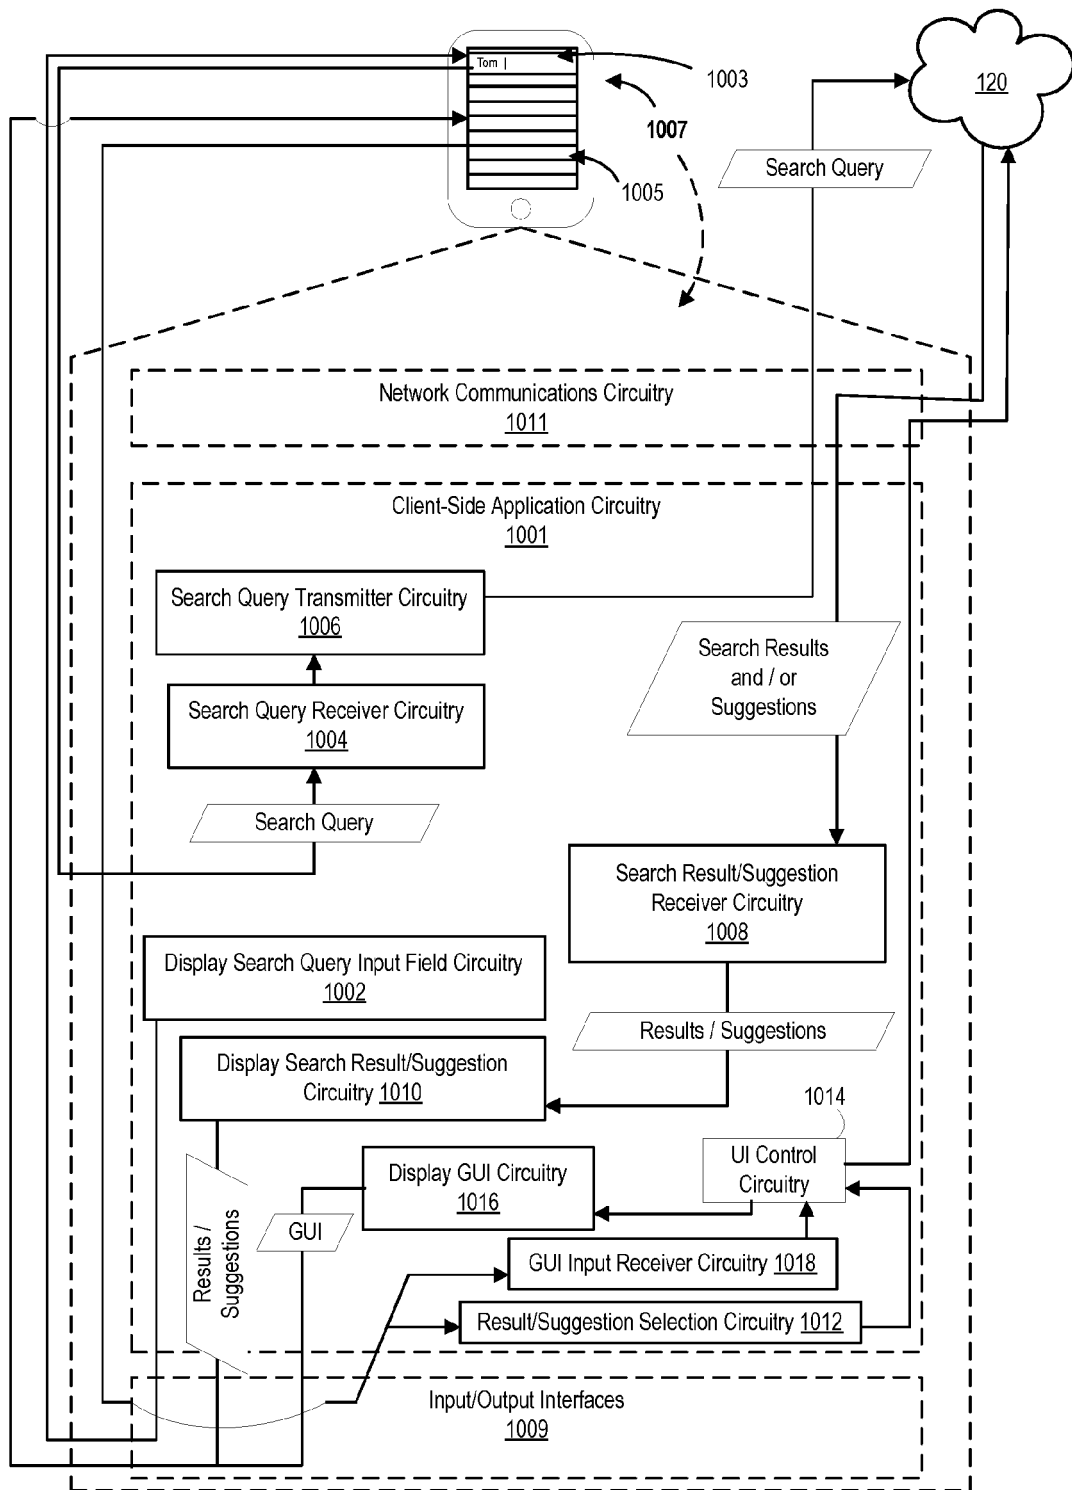 Tom |
1003
120
1007
Search Query
1005
Network Communications Circuitry
1011
Client-Side Application Circuitry
1001
Search Query Transmitter Circuitry
1006
Search Results
and / or
Suggestions
Search Query Receiver Circuitry
1004
Search Query
Search Result/Suggestion
Receiver Circuitry
1008
Display Search Query Input Field Circuitry
1002
Results / Suggestions
Display Search Result/Suggestion
Circuitry 1010
1014
UI Control
Circuitry
Display GUI Circuitry
1016
Results /
Suggestions
GUI
GUI Input Receiver Circuitry 1018
Result/Suggestion Selection Circuitry 1012
Input/Output Interfaces
1009